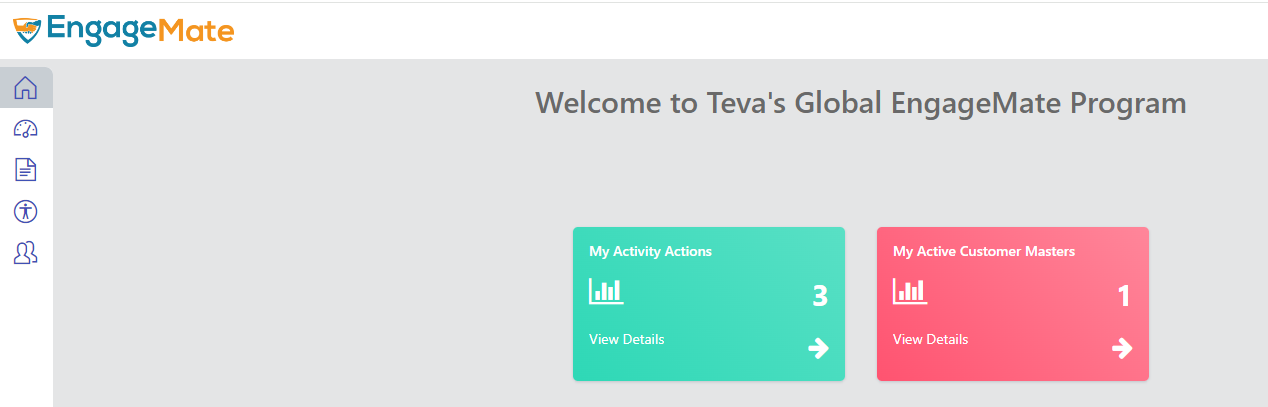 EngageMate
Welcome to Teva's Global EngageMate Program
My Activity Actions
3
View Details
My Active Customer Masters
1
View Details